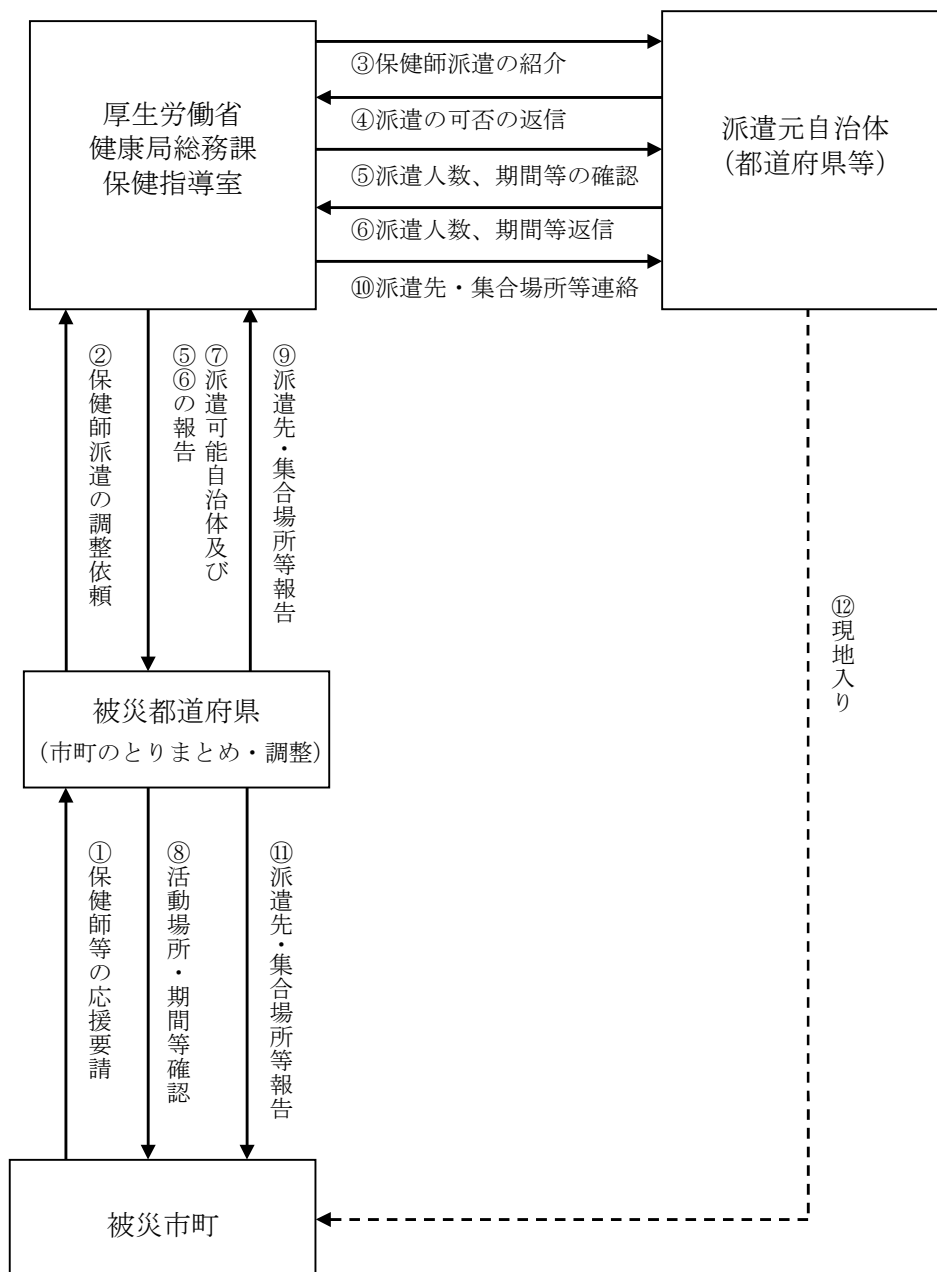 厚生労働省
健康局総務課
保健指導室
③保健師派遣の紹介
④派遣の可否の返信
⑤派遣人数、期間等の確認
⑥派遣人数、期間等返信
⑩派遣先・集合場所等連絡
派遣元自治体
(都道府県等)
②保健師派遣の調整依頼
⑦派遣可能自治体及び
⑤⑥の報告
⑨派遣先・集合場所等報告
⑫現地入り
被災都道府県
(市町のとりまとめ・調整)
①保健師等の応援要請
⑧活動場所・期間等確認
⑪派遣先・集合場所等報告
被災市町